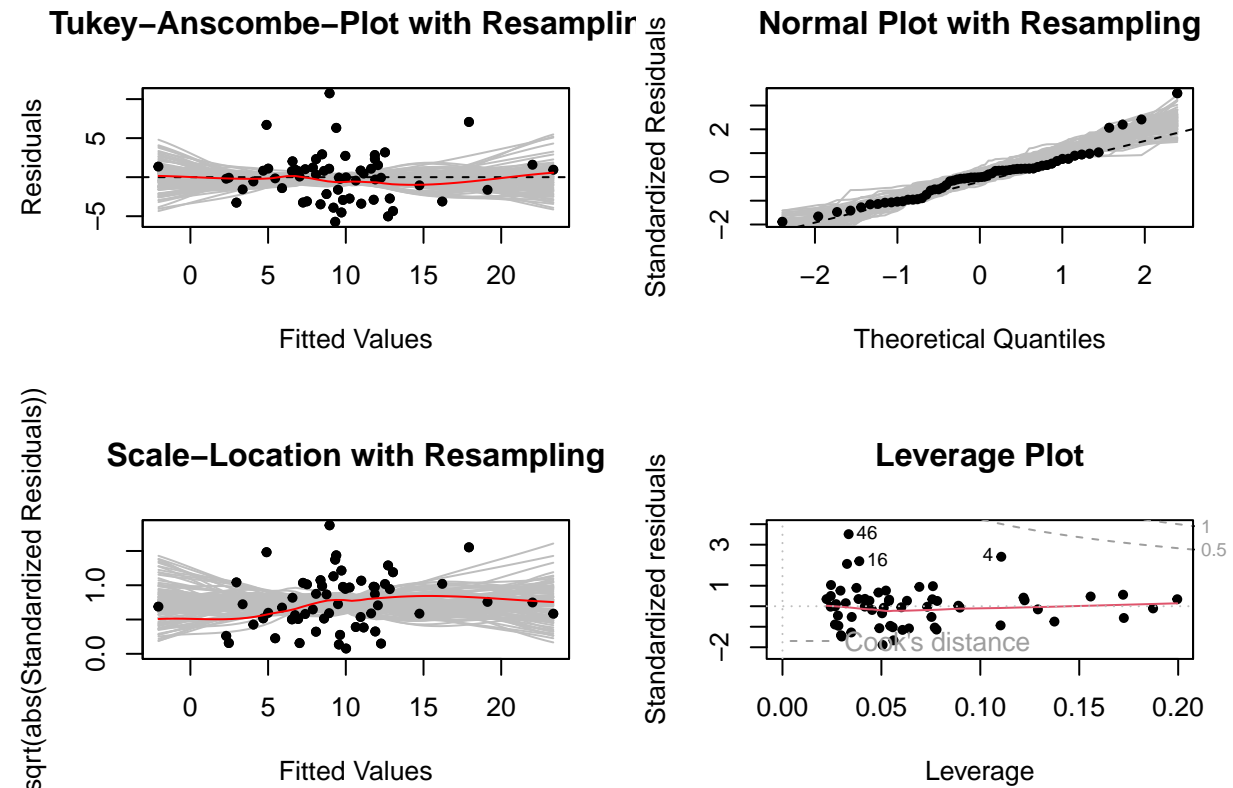 Tukey−Anscombe−Plot with Resamplin
Residuals
5
−5
0
5
10
15
20
Fitted Values
Normal Plot with Resampling
Standardized Residuals
2
0
−2
−2
−1
0
1
2
Theoretical Quantiles
Scale−Location with Resampling
sqrt(abs(Standardized Residuals))
1.0
0.0
0
5
10
15
20
Fitted Values
Leverage Plot
Standardized residuals
3
1
−2
46
16
4
1
0.5
Cook's distance
0.00
0.05
0.10
0.15
0.20
Leverage